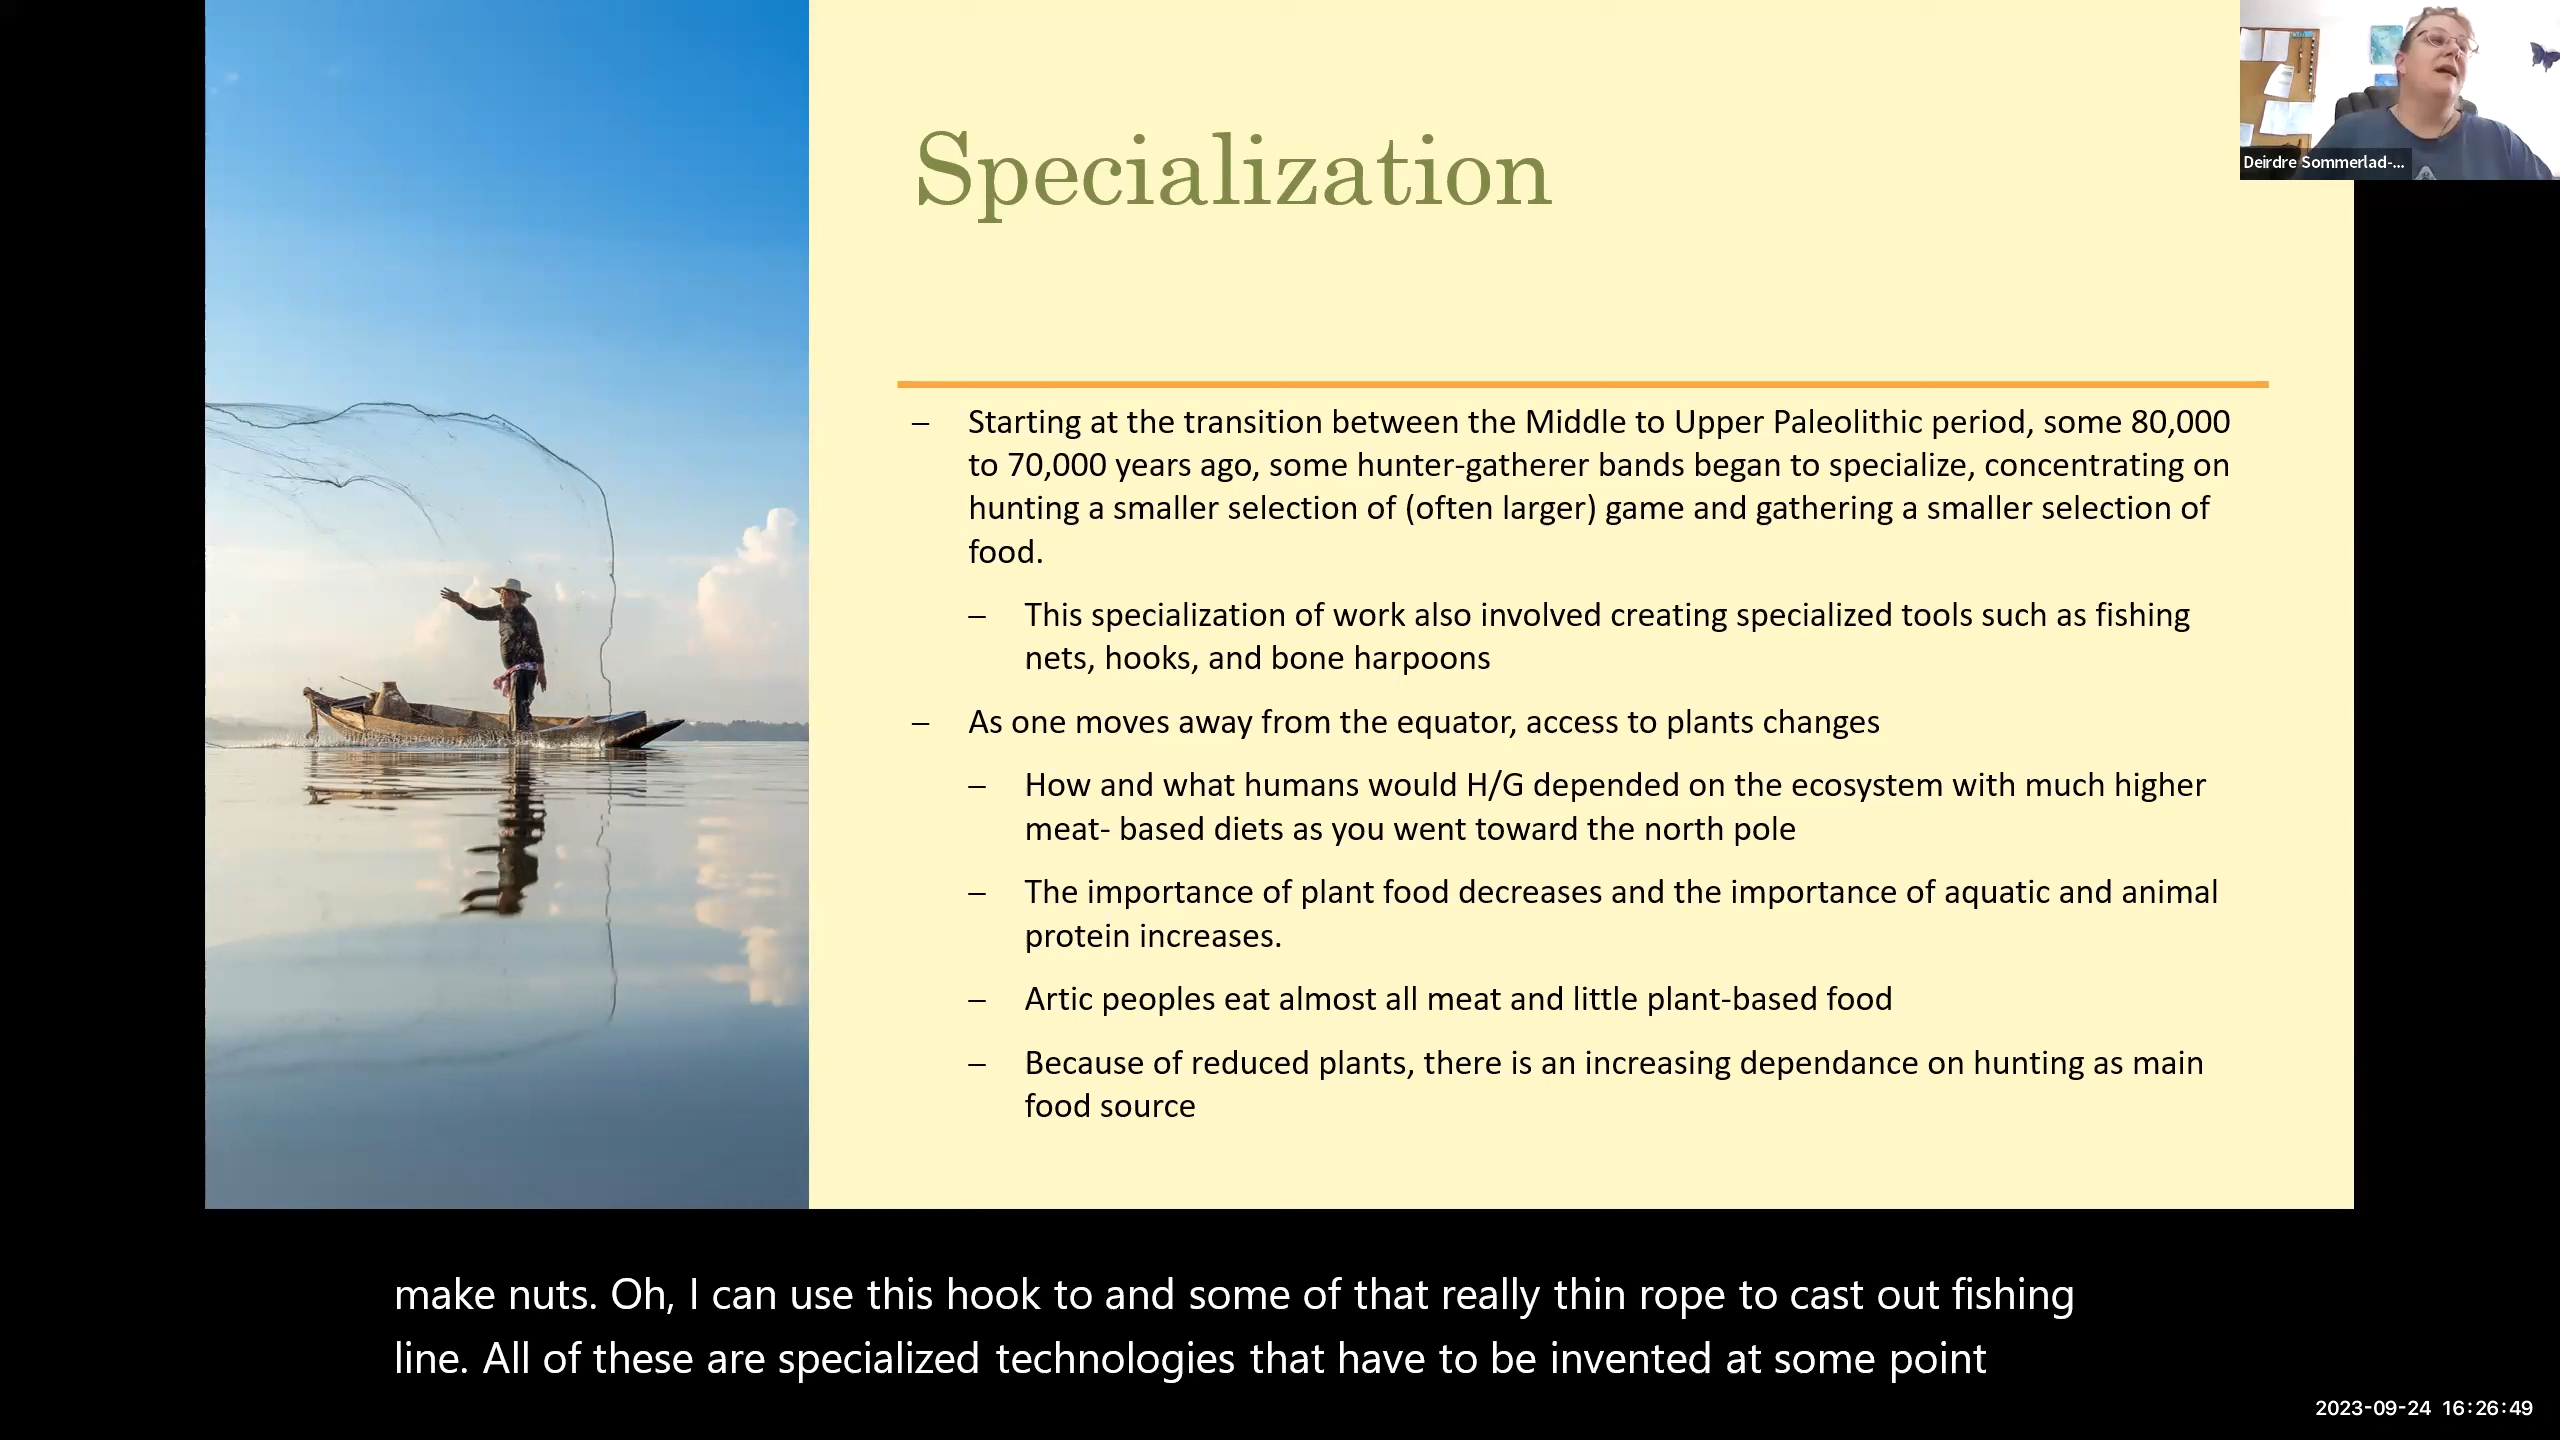 Specialization
Deirdre Sommerlad-...
– Starting at the transition between the Middle to Upper Paleolithic period, some 80,000
to 70,000 years ago, some hunter-gatherer bands began to specialize, concentrating on
hunting a smaller selection of (often larger) game and gathering a smaller selection of
food.
– This specialization of work also involved creating specialized tools such as fishing
nets, hooks, and bone harpoons
– As one moves away from the equator, access to plants changes
– How and what humans would H/G depended on the ecosystem with much higher
meat- based diets as you went toward the north pole
– The importance of plant food decreases and the importance of aquatic and animal
protein increases.
– Artic peoples eat almost all meat and little plant-based food
– Because of reduced plants, there is an increasing dependance on hunting as main
food source
make nuts. Oh, I can use this hook to and some of that really thin rope to cast out fishing
line. All of these are specialized technologies that have to be invented at some point
2023-09-24 16:26:49